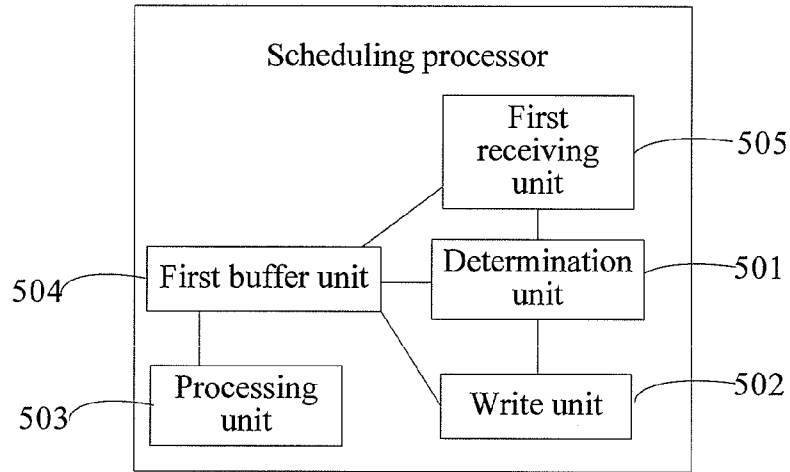 Scheduling processor
First
receiving
unit
505
Determination
unit
501
First buffer unit
504
Processing
unit
503
Write unit
502